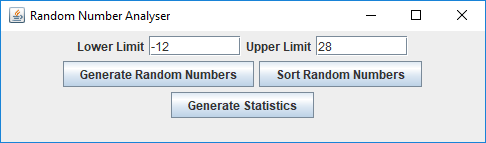 Random Number Analyser
Lower Limit -12 Upper Limit 28
Generate Random Numbers Sort Random Numbers
Generate Statistics